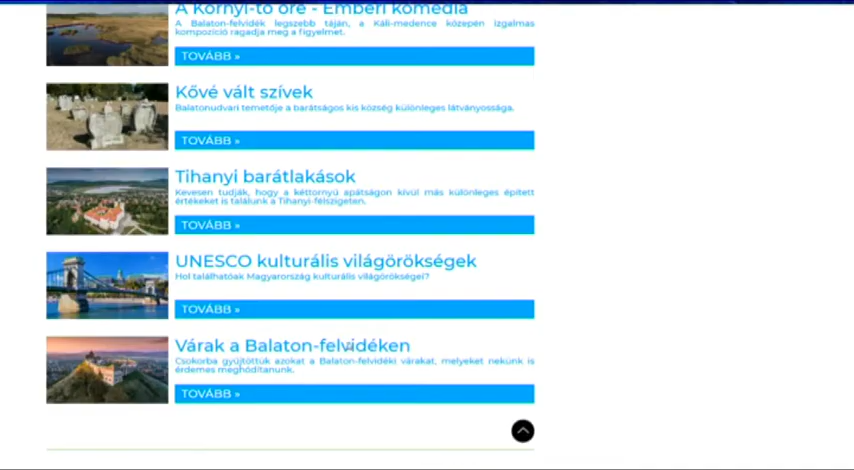 A Kornyi-tó őre - Emberi komédia
A Balaton-felvidék legszebb táján, a Káli-medence közepén izgalmas
kompozíció ragadja meg a figyelmet.
TOVÁBB »
Kővé vált szívek
Balatonudvari temetője a barátságos kis község különleges látványossága.
TOVÁBB »
Tihanyi barátlakások
Kevesen tudják, hogy a kéttornyú apátságon kívül más különleges épített
értékeket is találunk a Tihanyi-félszigeten.
TOVÁBB »
UNESCO kulturális világörökségek
Hol találhatóak Magyarország kulturális világörökségei?
TOVÁBB »
Várak a Balaton-felvidéken
Csokorba gyűjtöttük azokat a Balaton-felvidéki várakat, melyeket nekünk is
érdemes meghódítanunk.
TOVÁBB »